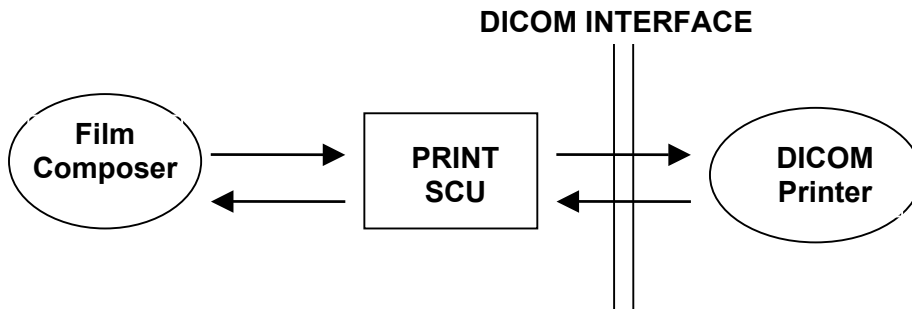 DICOM INTERFACE
Film
Composer
PRINT
SCU
DICOM
Printer